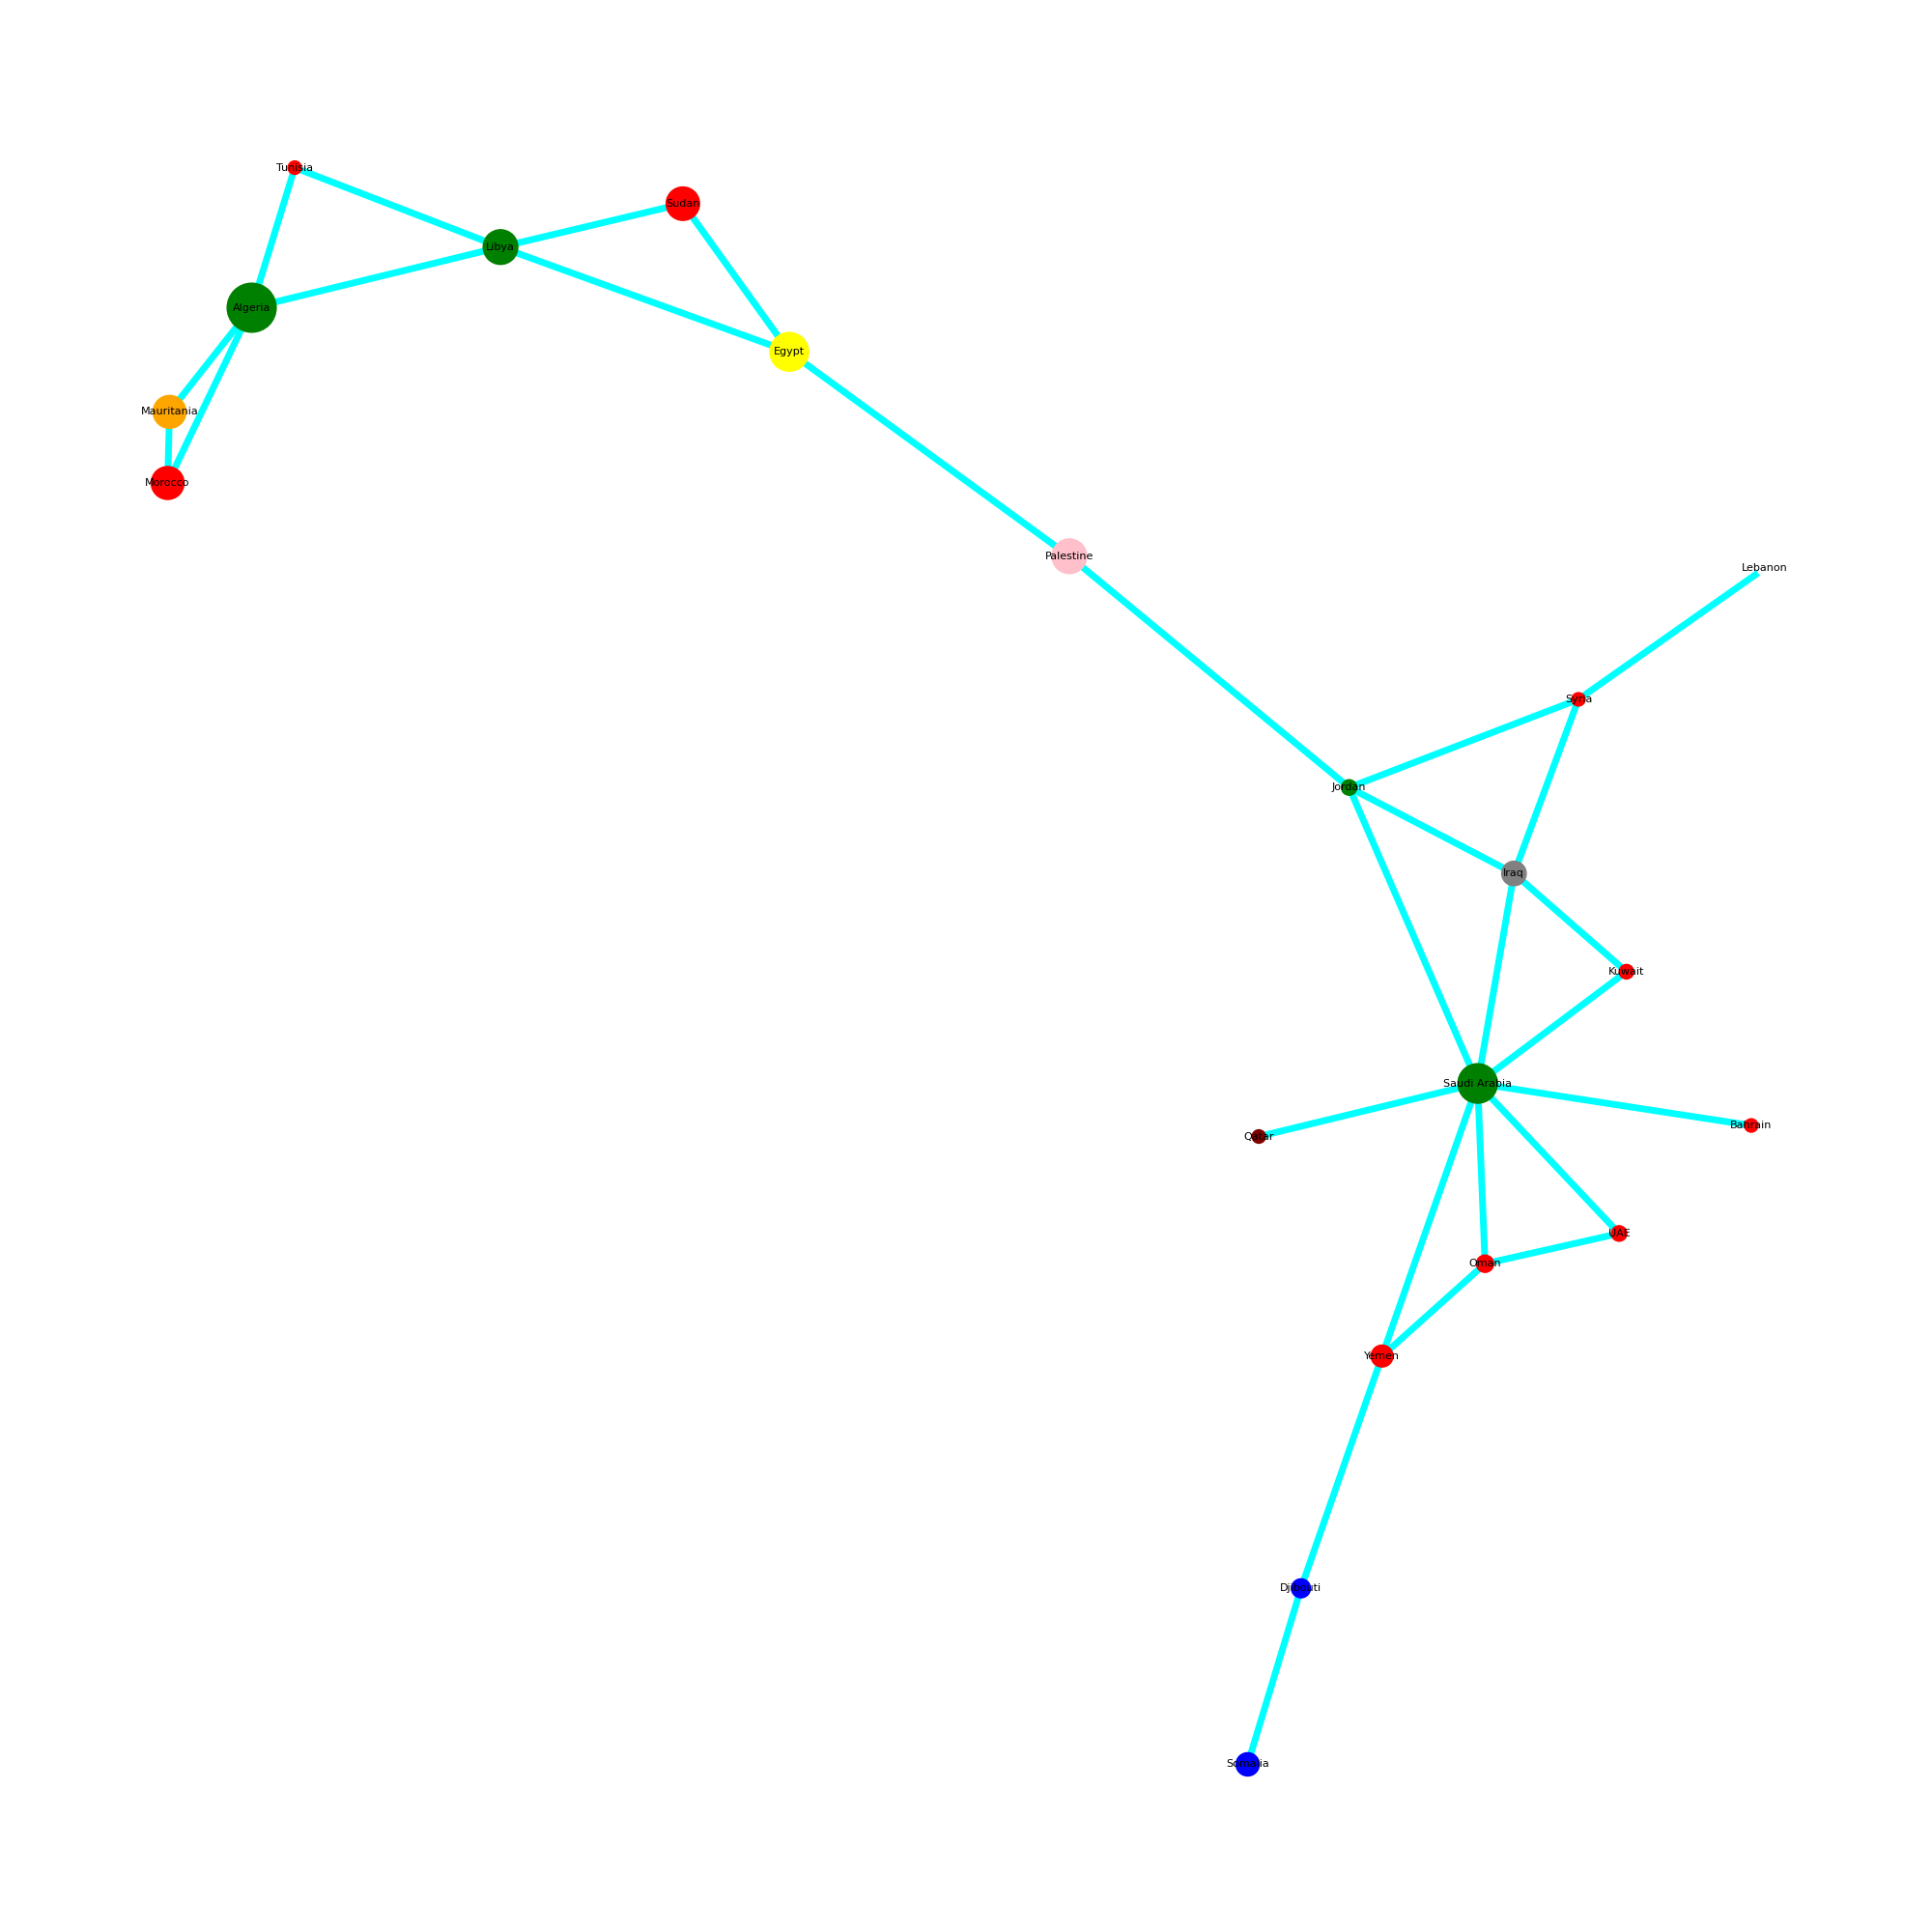 Tunisia
Sudan
Libya
Algeria
Egypt
Mauritania
Morocco
Palestine
Lebanon
Syria
Jordan
Iraq
Kuwait
Saudi Arabia
Bahrain
Qatar
UAE
Oman
Yemen
Djibouti
Somalia